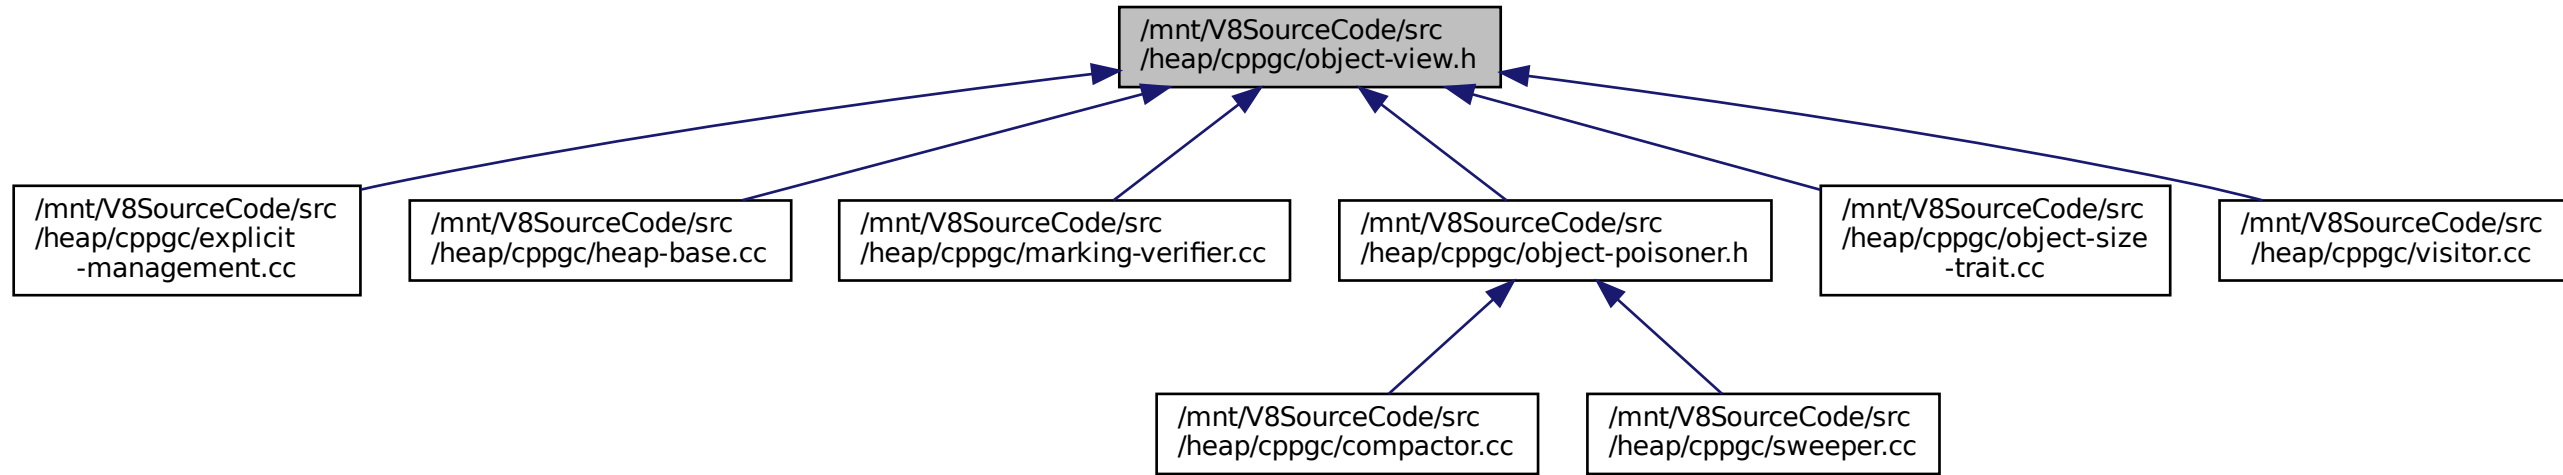 /mnt/V8SourceCode/src
/heap/cppgc/object-view.h
/mnt/V8SourceCode/src
/heap/cppgc/explicit
-management.cc
/mnt/V8SourceCode/src
/heap/cppgc/heap-base.cc
/mnt/V8SourceCode/src
/heap/cppgc/marking-verifier.cc
/mnt/V8SourceCode/src
/heap/cppgc/object-poisoner.h
/mnt/V8SourceCode/src
/heap/cppgc/object-size
-trait.cc
/mnt/V8SourceCode/src
/heap/cppgc/visitor.cc
/mnt/V8SourceCode/src
/heap/cppgc/compactor.cc
/mnt/V8SourceCode/src
/heap/cppgc/sweeper.cc